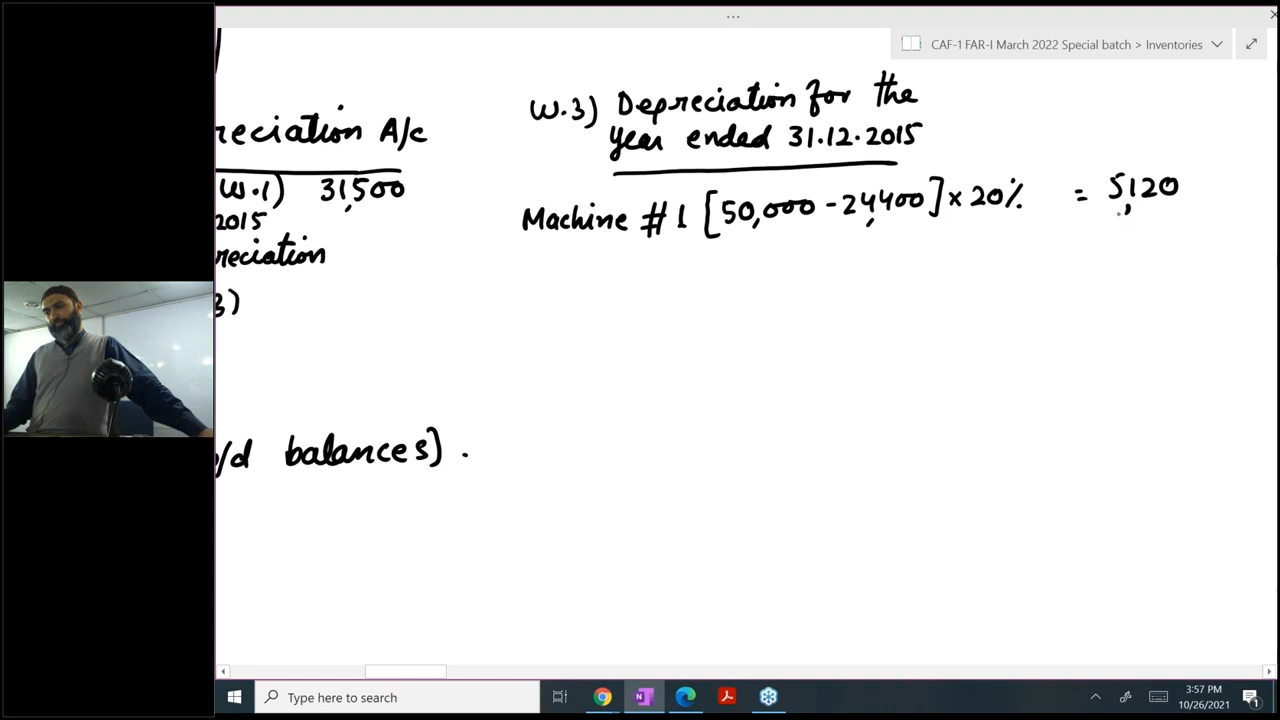 CAF-1 FAR-I March 2022 Special batch > Inventories
W.3) Depreciation for the
year ended 31.12.2015
reciation A/c
(W.1) 31,500
2015
reciation
3)
Machine # 1 [50,000 - 24,400] × 20% = 5,120
/d balances) .
Type here to search
3:57 PM
10/26/2021
1